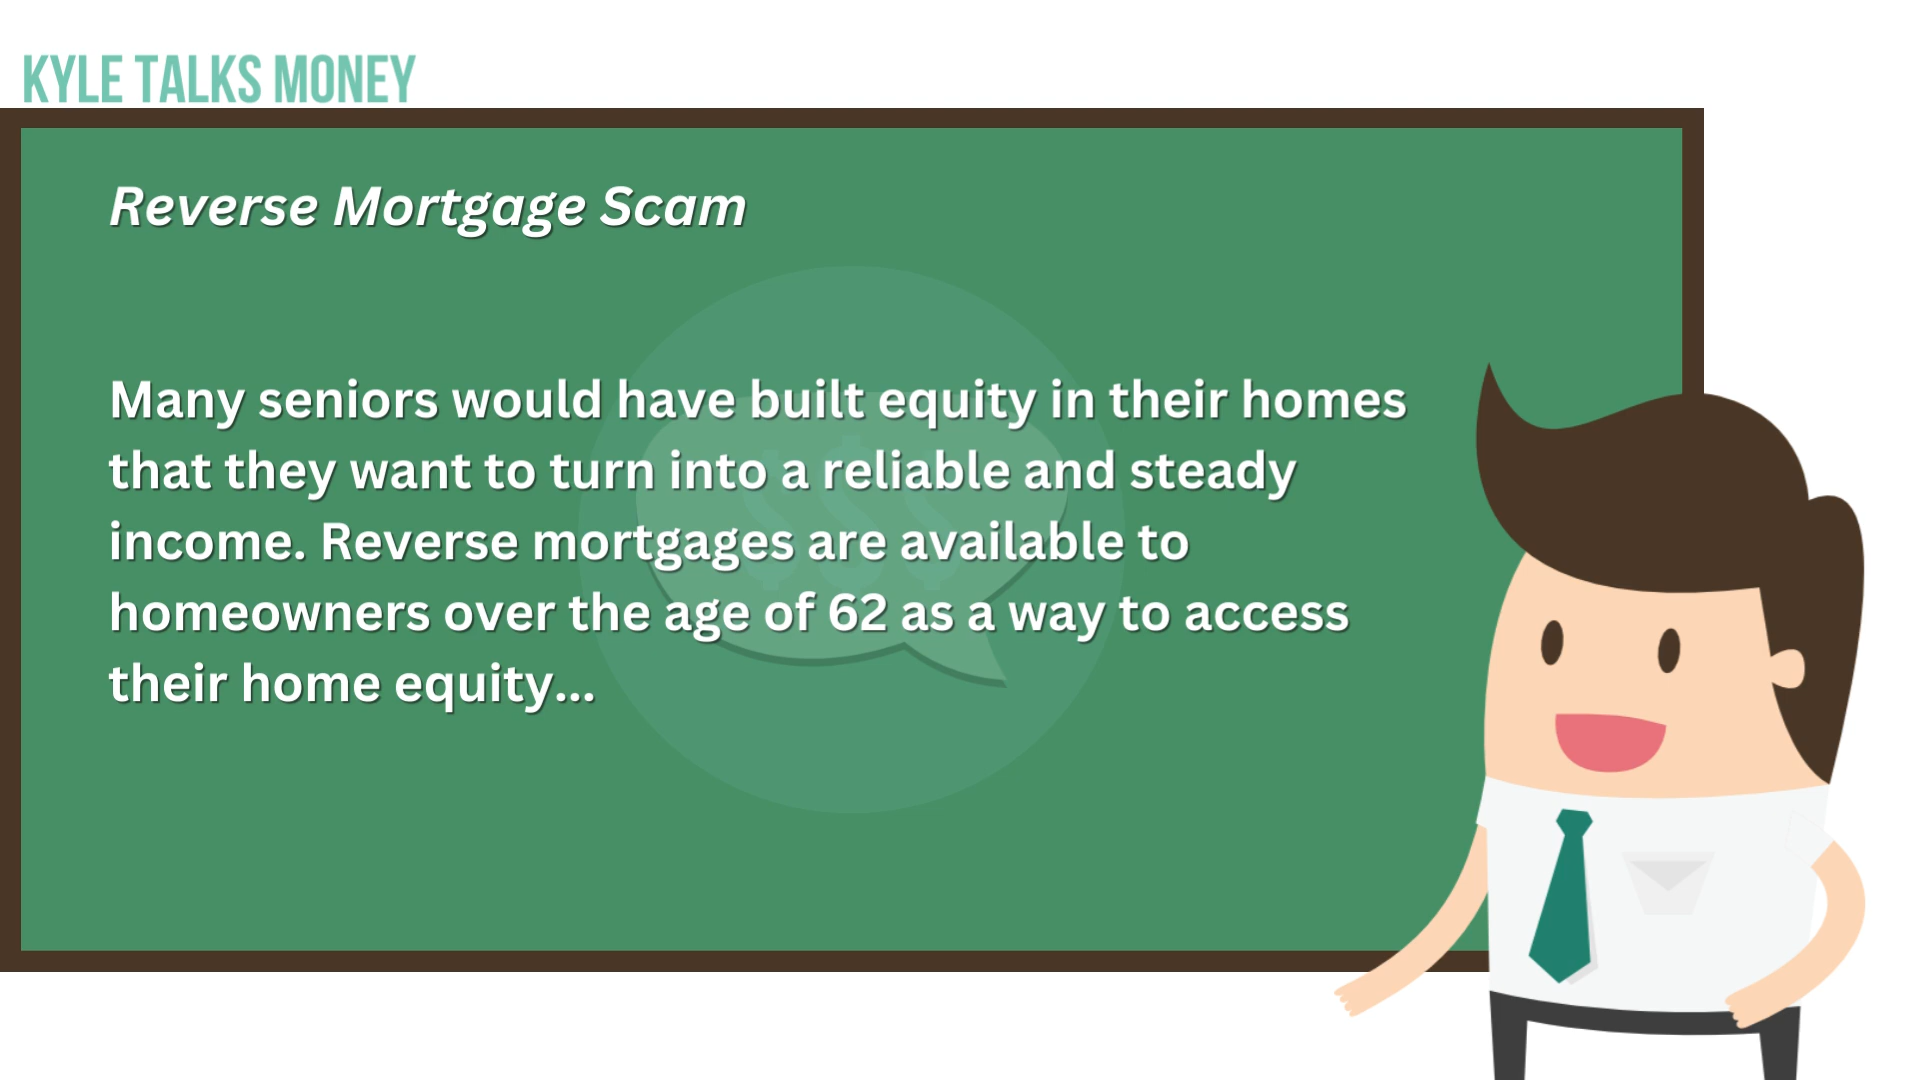 KYLE TALKS MONEY
Reverse Mortgage Scam
Many seniors would have built equity in their homes
that they want to turn into a reliable and steady
income. Reverse mortgages are available to
homeowners over the age of 62 as a way to access
their home equity...
$$$